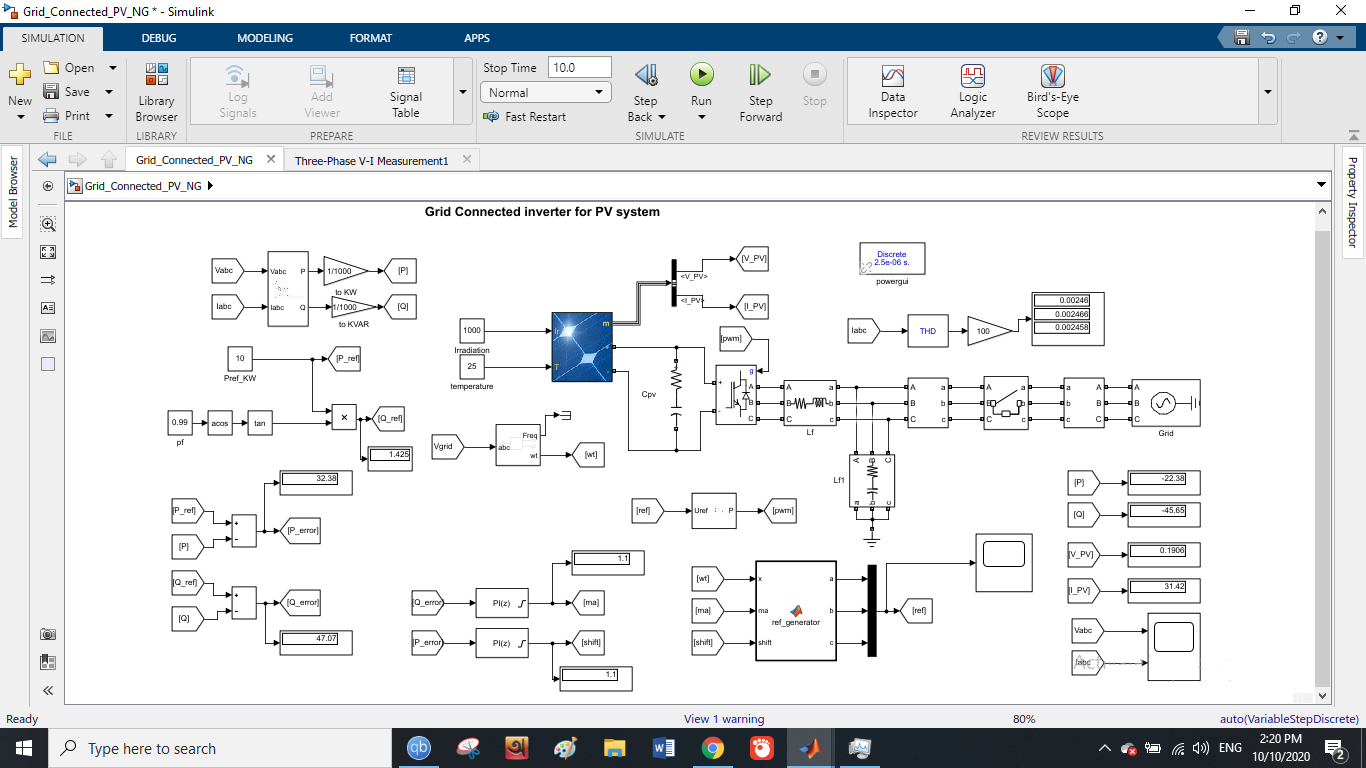 Grid_Connected_PV_NG * - Simulink
SIMULATION DEBUG MODELING FORMAT APPS
New
Open
Save
Print
FILE
Library Browser
LIBRARY
Log Signals
Add Viewer
Signal Table
PREPARE
Stop Time 10.0
Normal
Fast Restart
Step Back
Run
Step Forward
Stop
SIMULATE
Data Inspector
Logic Analyzer
Bird's-Eye Scope
REVIEW RESULTS
Model Browser
Property Inspector
Grid_Connected_PV_NG
Three-Phase V-I Measurement1
Grid_Connected_PV_NG
Grid Connected inverter for PV system
Vabc
Iabc
Vabc P
Iabc Q
1/1000
to KW
1/1000
to KVAR
[P]
[Q]
10
Pref_KW
[P_ref]
0.99
pf
acos
tan
×
[Q_ref]
1.425
1000
Irradiation
25
temperature
Ir
T
m
+
-
<V_PV>
<I_PV>
[V_PV]
[I_PV]
[pwm]
Cpv
g
+
-
A
B
C
A a
B b
C c
Lf
A B C
a b c
Lf1
A a
B b
C c
A a
B b
C c
a A
b B
c C
A
B
C
Grid
Discrete
2.5e-06 s.
powergui
Iabc
THD
100
0.00246
0.002466
0.002458
Vgrid
abc
Freq
wt
[wt]
[ref]
Uref P
[pwm]
32.38
[P_ref]
[P]
+
-
[P_error]
[Q_ref]
[Q]
+
-
[Q_error]
47.07
[Q_error]
PI(z)
1.1
[ma]
[P_error]
PI(z)
[shift]
1.1
[wt]
[ma]
[shift]
x
ma
shift
ref_generator
a
b
c
[ref]
[P]
-22.38
[Q]
-45.65
[V_PV]
0.1906
[I_PV]
31.42
Vabc
Iabc
Ready
View 1 warning
80%
auto(VariableStepDiscrete)
Type here to search
ENG
2:20 PM
10/10/2020
2